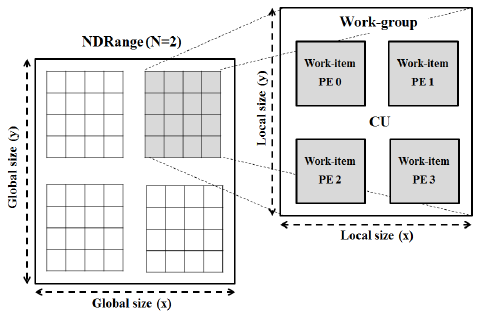 NDRange (N=2)
Global size (y)
Global size (x)
Work-group
Local size (y)
Work-item
PE 0
Work-item
PE 1
CU
Work-item
PE 2
Work-item
PE 3
Local size (x)